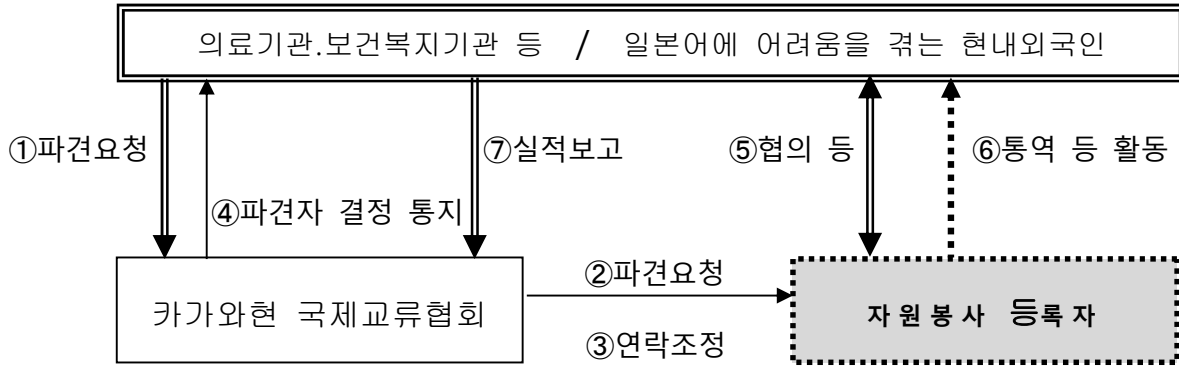 의료기관.보건복지기관 등 / 일본어에 어려움을 겪는 현내외국인
①파견요청
⑦실적보고
⑤협의 등
⑥통역 등 활동
④파견자 결정 통지
②파견요청
카가와현 국제교류협회
자원봉사 등록자
③연락조정